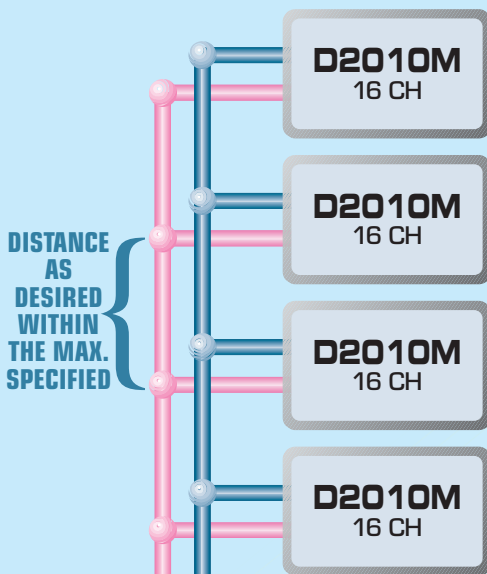 D2010M
16 CH
D2010M
16 CH
DISTANCE
AS
DESIRED
WITHIN
THE MAX.
SPECIFIED
D2010M
16 CH
D2010M
16 CH